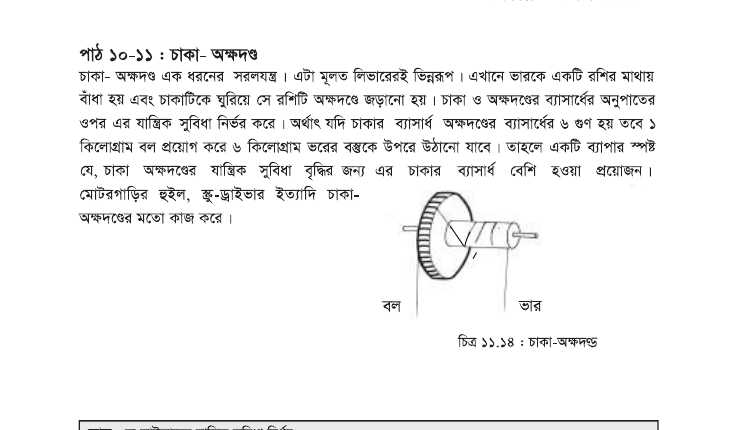 পাঠ ১০-১১ : চাকা- অক্ষদণ্ড
চাকা- অক্ষদণ্ড এক ধরনের সরলযন্ত্র । এটা মূলত লিভারেরই ভিন্নরূপ । এখানে ভারকে একটি রশির মাথায়
বাঁধা হয় এবং চাকাটিকে ঘুরিয়ে সে রশিটি অক্ষদণ্ডে জড়ানো হয় । চাকা ও অক্ষদণ্ডের ব্যাসার্ধের অনুপাতের
ওপর এর যান্ত্রিক সুবিধা নির্ভর করে । অর্থাৎ যদি চাকার ব্যাসার্ধ অক্ষদণ্ডের ব্যাসার্ধের ৬ গুণ হয় তবে ১
কিলোগ্রাম বল প্রয়োগ করে ৬ কিলোগ্রাম ভরের বস্তুকে উপরে উঠানো যাবে । তাহলে একটি ব্যাপার স্পষ্ট
যে, চাকা অক্ষদণ্ডের যান্ত্রিক সুবিধা বৃদ্ধির জন্য এর চাকার ব্যাসার্ধ বেশি হওয়া প্রয়োজন ।
মোটরগাড়ির হুইল, স্ক্রু-ড্রাইভার ইত্যাদি চাকা-
অক্ষদণ্ডের মতো কাজ করে ।
বল
ভার
চিত্র ১১.১৪ : চাকা-অক্ষদণ্ড